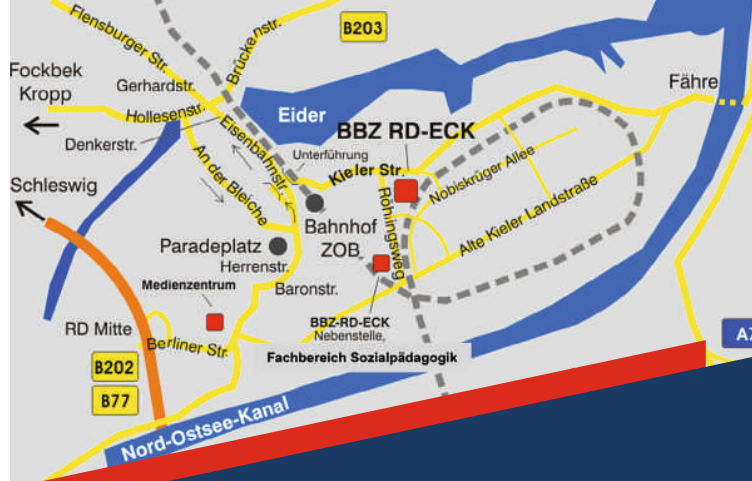 Flensburger Str.
Brückenstr.
B203
Fockbek
Kropp
Gerhardstr.
Hollesenstr.
Denkerstr.
Eisenbahnstr.
Eider
BBZ RD-ECK
Fähre
Unterführung
Kieler Str.
An der Bleiche
Schleswig
Nobiskrüger Allee
Röhlingsweg
Alte Kieler Landstraße
Bahnhof
ZOB
Paradeplatz
Herrenstr.
Medienzentrum
Baronstr.
RD Mitte
Berliner Str.
BBZ-RD-ECK
Nebenstelle,
Fachbereich Sozialpädagogik
B202
B77
A7
Nord-Ostsee-Kanal